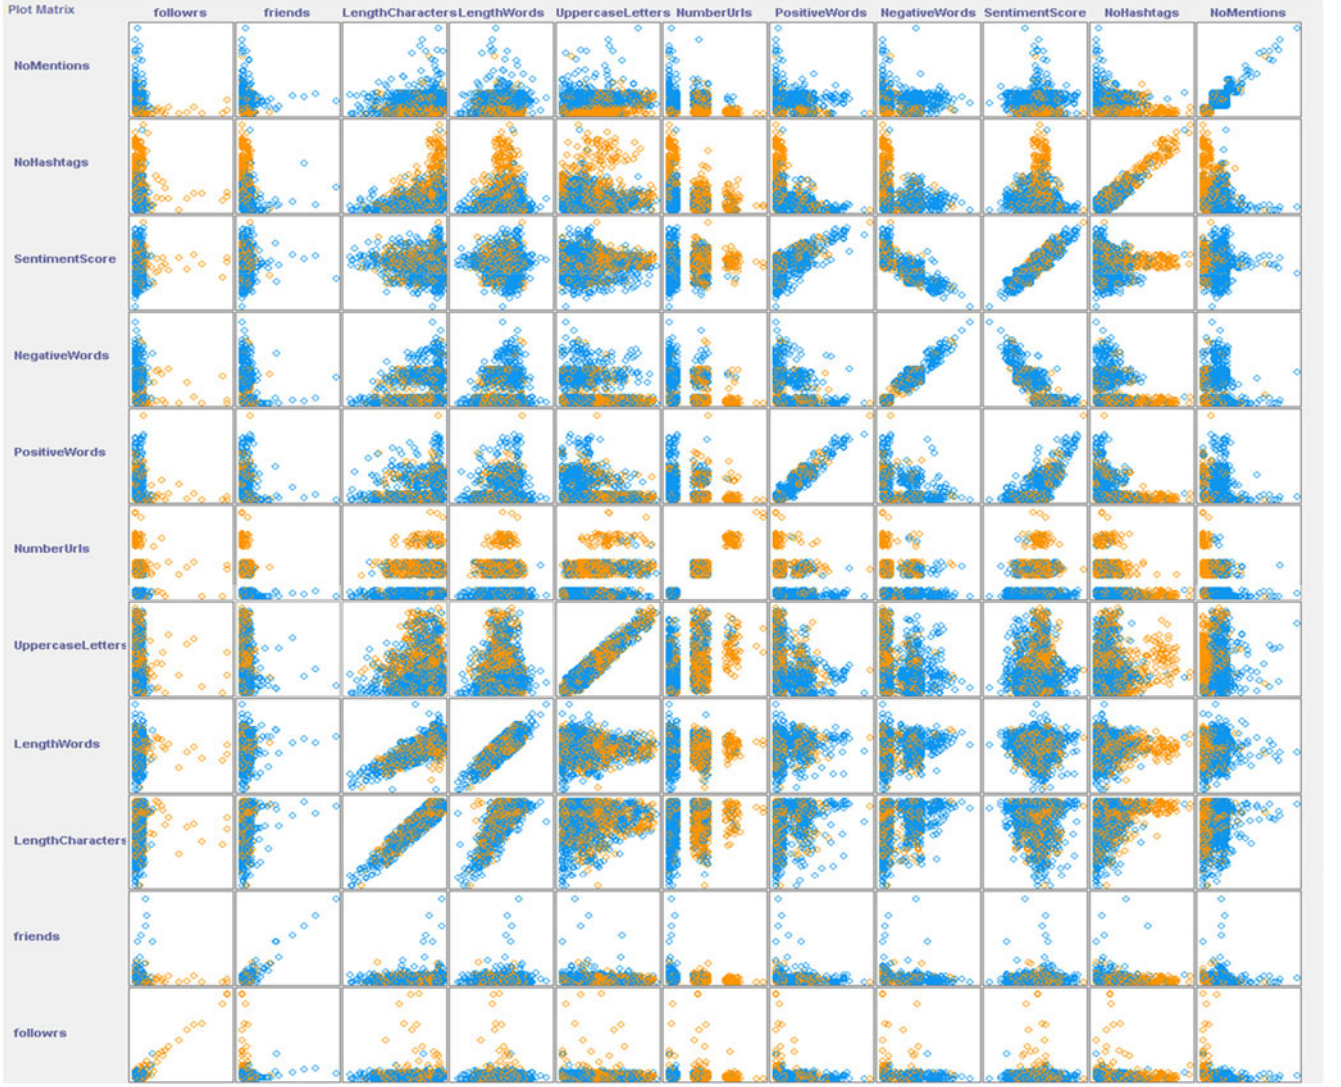 Plot Matrix
followrs friends LengthCharacters LengthWords UppercaseLetters NumberUrls PositiveWords NegativeWords SentimentScore NoHashtags NoMentions
NoMentions
NoHashtags
SentimentScore
NegativeWords
PositiveWords
NumberUrls
UppercaseLetters
LengthWords
LengthCharacters
friends
followrs